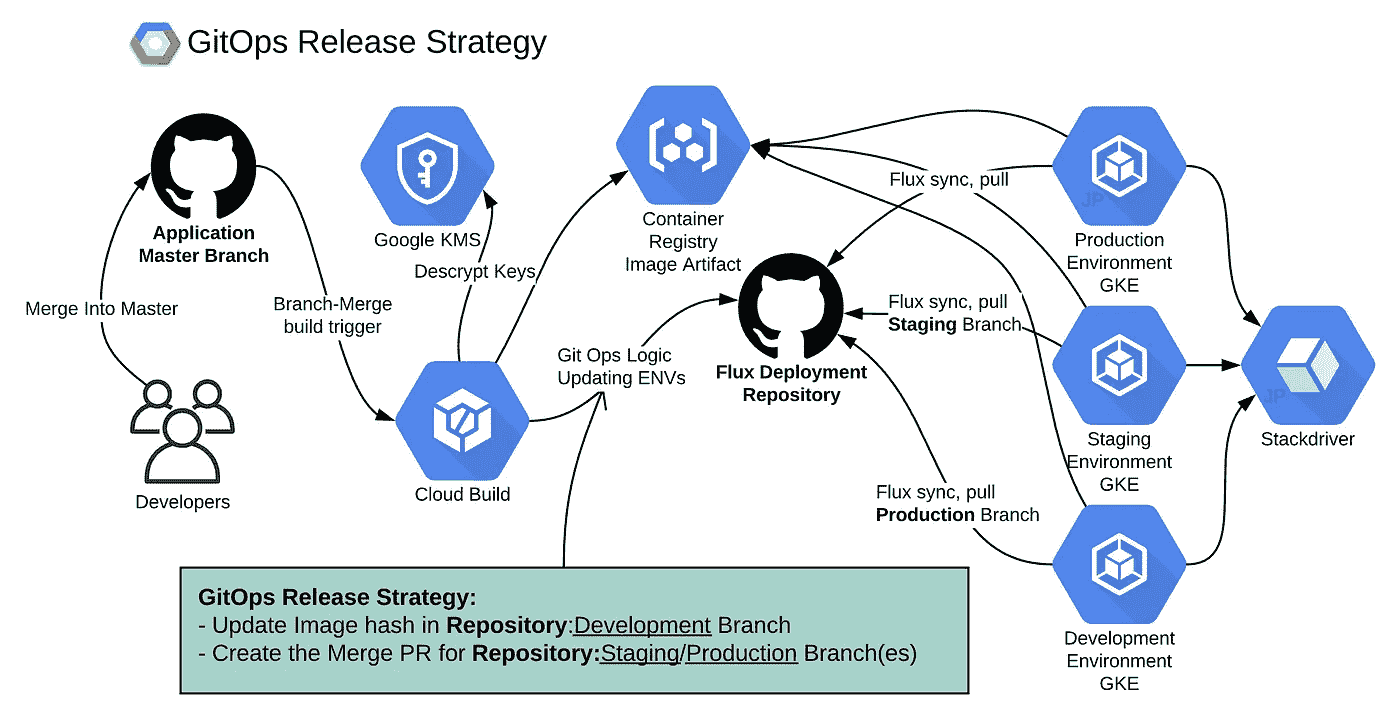 GitOps Release Strategy
Application
Master Branch
Google KMS
Container
Registry
Image Artifact
Flux sync, pull
JP
Production
Environment
GKE
Descrypt Keys
Merge Into Master
Branch-Merge
build trigger
Flux sync, pull
Staging Branch
Git Ops Logic
Updating ENVs
Flux Deployment
Repository
JP
Staging
Environment
GKE
Stackdriver
Developers
Cloud Build
Flux sync, pull
Production Branch
GitOps Release Strategy:
- Update Image hash in Repository:Development Branch
- Create the Merge PR for Repository:Staging/Production Branch(es)
Development
Environment
GKE